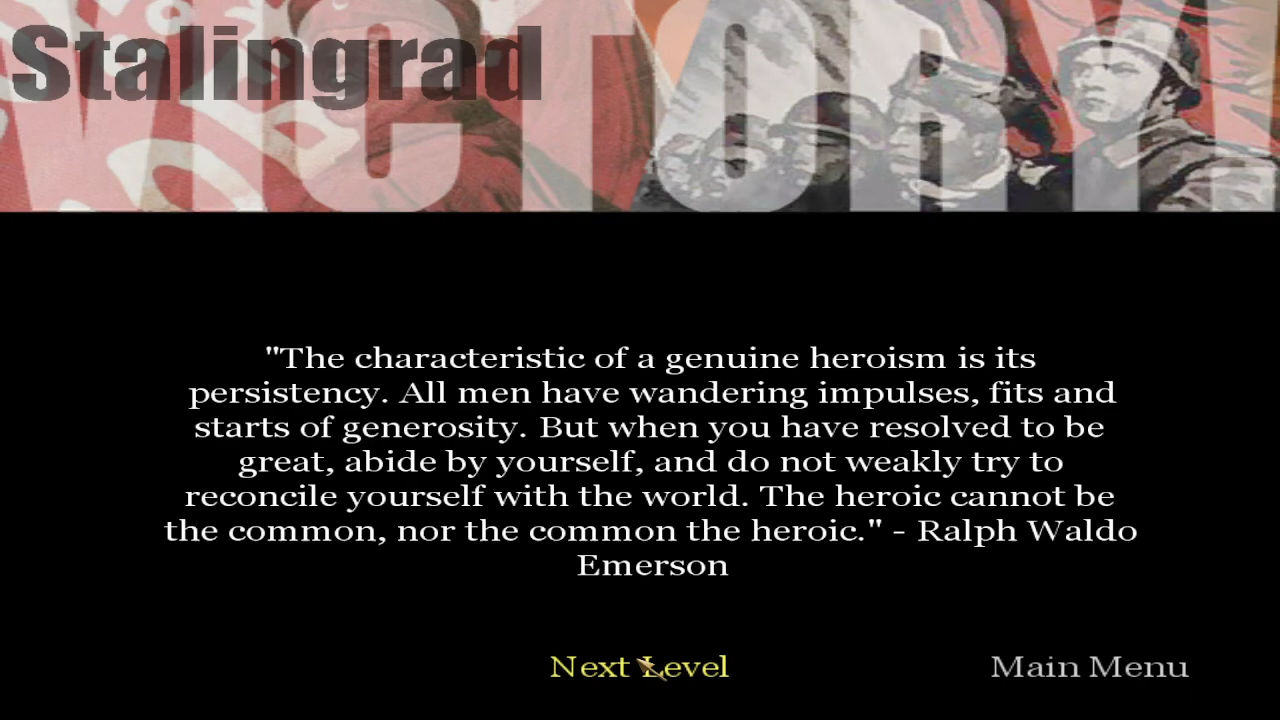 Stalingrad
VICTORY!
"The characteristic of a genuine heroism is its
persistency. All men have wandering impulses, fits and
starts of generosity. But when you have resolved to be
great, abide by yourself, and do not weakly try to
reconcile yourself with the world. The heroic cannot be
the common, nor the common the heroic." - Ralph Waldo
Emerson
Next Level
Main Menu